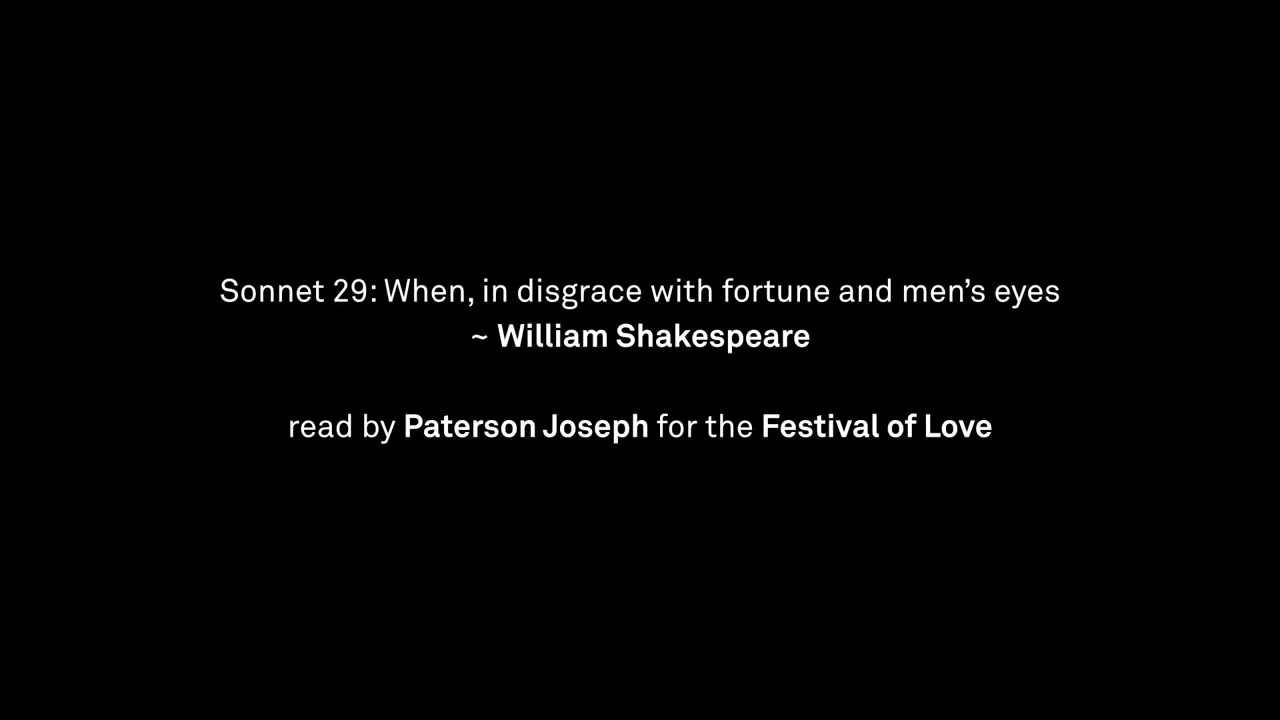 Sonnet 29: When, in disgrace with fortune and men’s eyes
~ William Shakespeare
read by Paterson Joseph for the Festival of Love